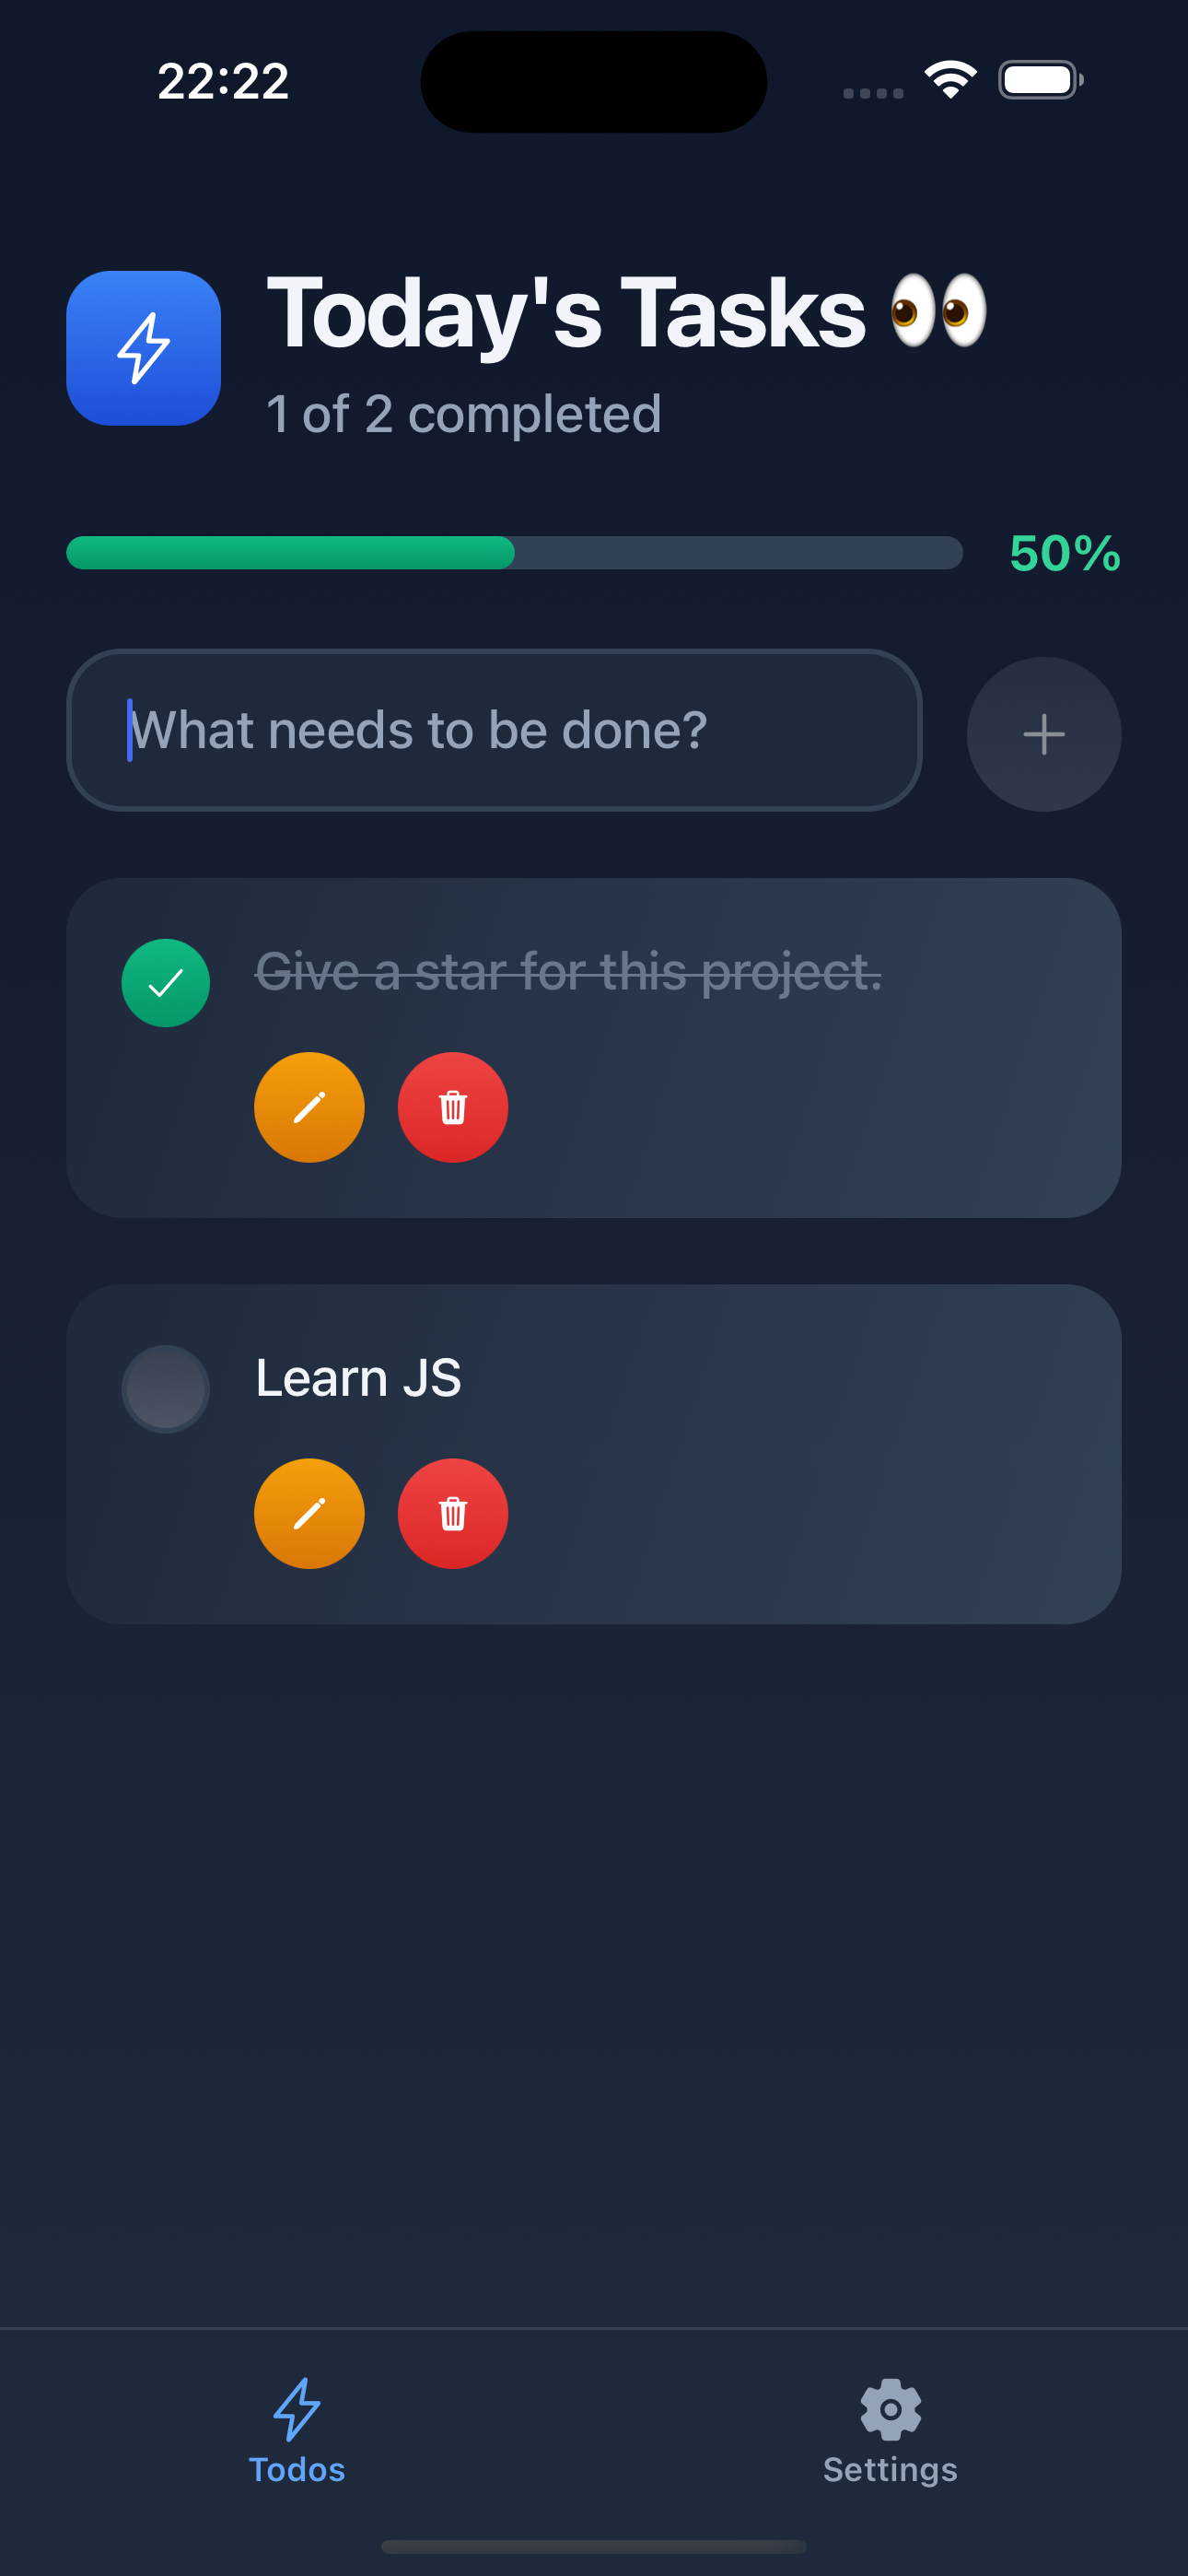 22:22
Today's Tasks 👀
1 of 2 completed
50%
What needs to be done?
Give a star for this project.
Learn JS
Todos
Settings